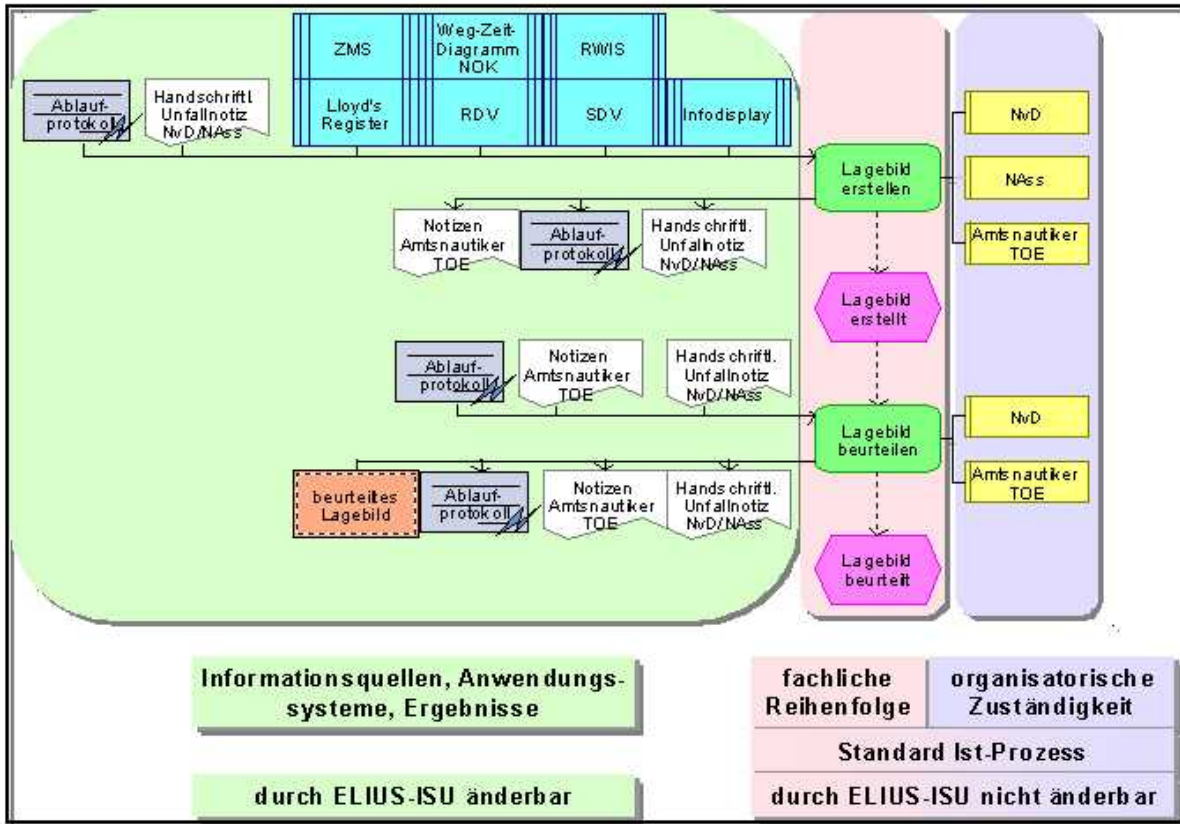 ZMS
Weg-Zeit-
Diagramm
NOK
RWIS
Ablauf-
protokoll
Handschriftl.
Unfallnotiz
NvD/NAss
Lloyd's
Register
RDV
SDV
Infodisplay
NvD
Lagebild
erstellen
NAss
Notizen
Amtsnautiker
TOE
Ablauf-
protokoll
Handschriftl.
Unfallnotiz
NvD/NAss
Amtsnautiker
TOE
Lagebild
erstellt
Ablauf-
protokoll
Notizen
Amtsnautiker
TOE
Handschriftl.
Unfallnotiz
NvD/NAss
Lagebild
beurteilen
NvD
Amtsnautiker
TOE
beurteiltes
Lagebild
Ablauf-
protokoll
Notizen
Amtsnautiker
TOE
Handschriftl.
Unfallnotiz
NvD/NAss
Lagebild
beurteilt
Informationsquellen, Anwendungs-
systeme, Ergebnisse
durch ELIUS-ISU änderbar
fachliche
Reihenfolge
organisatorische
Zuständigkeit
Standard Ist-Prozess
durch ELIUS-ISU nicht änderbar